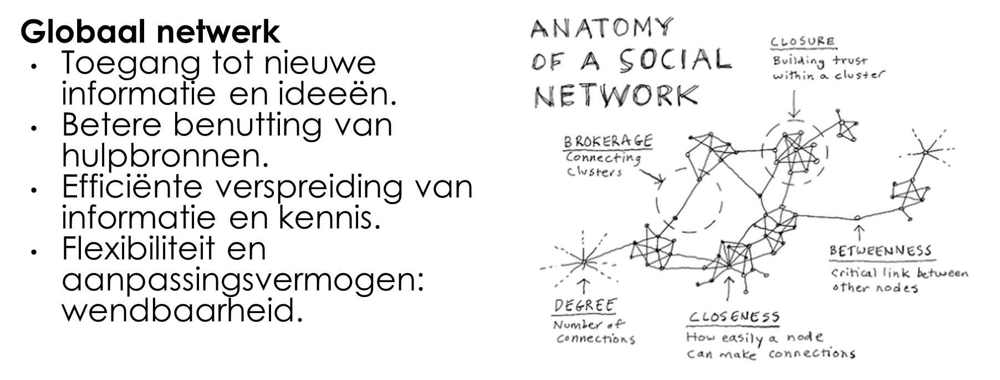 Globaal netwerk
• Toegang tot nieuwe
informatie en ideeën.
• Betere benutting van
hulpbronnen.
• Efficiënte verspreiding van
informatie en kennis.
• Flexibiliteit en
aanpassingsvermogen:
wendbaarheid.
ANATOMY
OF A SOCIAL
NETWORK
CLOSURE
Building trust
within a cluster
BROKERAGE
Connecting
clusters
BETWEENNESS
Critical link between
other nodes
DEGREE
Number of
connections
CLOSENESS
How easily a node
can make connections